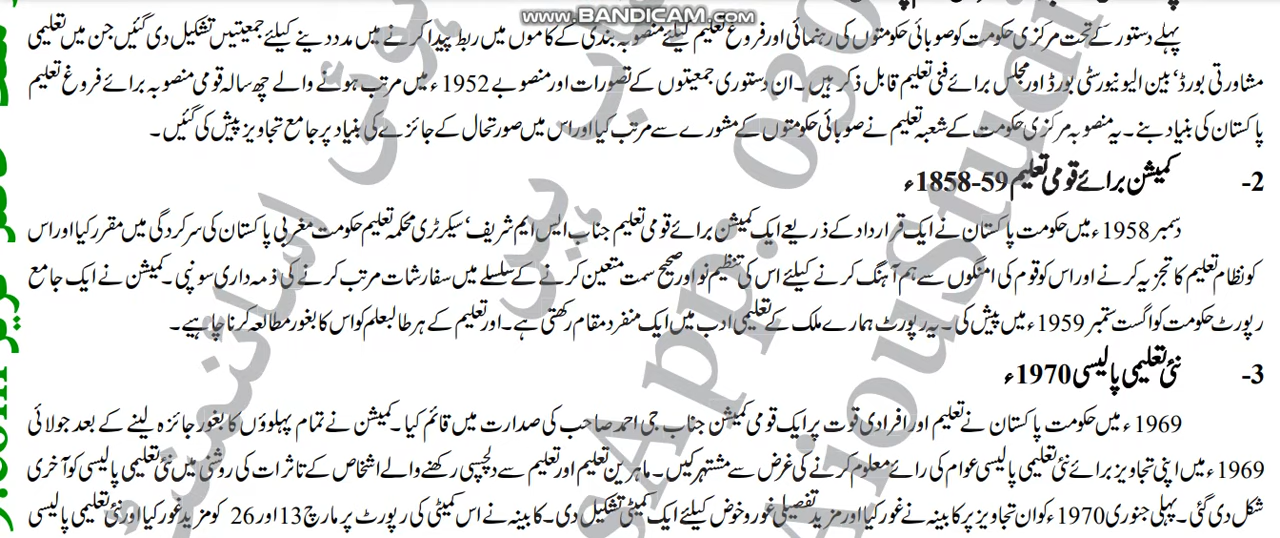 www.BANDICAM.com
پہلے دستور کے تحت مرکزی حکومت کو صوبائی حکومتوں کی رہنمائی اور فروغ تعلیم کیلئے منصوبہ بندی کے کاموں میں ربط پیدا کرنے میں مدد دینے کیلئے جمعیتیں تشکیل دی گئیں جن میں تعلیمی
مشاورتی بورڈ، بین الیونیورسٹی بورڈ اور مجلس برائے فنی تعلیم قابل ذکر ہیں۔ ان دستوری جمعیتوں کے تصورات اور منصوبے 1952ء میں مرتب ہونے والے چھ سالہ قومی منصوبہ برائے فروغ تعلیم
پاکستان کی بنیاد بنے۔ یہ منصوبہ مرکزی حکومت کے شعبہ تعلیم نے صوبائی حکومتوں کے مشورے سے مرتب کیا اور اس میں صورتحال کے جائزے کی بنیاد پر جامع تجاویز پیش کی گئیں۔
2- کمیشن برائے قومی تعلیم 59-1858ء
دسمبر 1958ء میں حکومت پاکستان نے ایک قرارداد کے ذریعے ایک کمیشن برائے قومی تعلیم جناب ایس ایم شریف، سیکرٹری محکمہ تعلیم حکومت مغربی پاکستان کی سرکردگی میں مقرر کیا اور اس
کو نظام تعلیم کا تجزیہ کرنے اور اس کو قوم کی امنگوں سے ہم آہنگ کرنے کیلئے اس کی تنظیم نو اور صحیح سمت متعین کرنے کے سلسلے میں سفارشات مرتب کرنے کی ذمہ داری سونپی۔ کمیشن نے ایک جامع
رپورٹ حکومت کو اگست ستمبر 1959ء میں پیش کی۔ یہ رپورٹ ہمارے ملک کے تعلیمی ادب میں ایک منفرد مقام رکھتی ہے۔ اور تعلیم کے ہر طالبعلم کو اس کا بغور مطالعہ کرنا چاہیے۔
3- نئی تعلیمی پالیسی 1970ء
1969ء میں حکومت پاکستان نے تعلیم اور افرادی قوت پر ایک قومی کمیشن جناب جی احمد صاحب کی صدارت میں قائم کیا۔ کمیشن نے تمام پہلوؤں کا بغور جائزہ لینے کے بعد جولائی
1969ء میں اپنی تجاویز برائے نئی تعلیمی پالیسی عوام کی رائے معلوم کرنے کی غرض سے مشتہر کیں۔ ماہرین تعلیم اور تعلیم سے دلچسپی رکھنے والے اشخاص کے تاثرات کی روشنی میں نئی تعلیمی پالیسی کو آخری
شکل دی گئی۔ پہلی جنوری 1970ء کو ان تجاویز پر کابینہ نے غور کیا اور مزید تفصیلی غور و خوض کیلئے ایک کمیٹی تشکیل دی۔ کابینہ نے اس کمیٹی کی رپورٹ پر مارچ 13 اور 26 کو مزید غور کیا اور نئی تعلیمی پالیسی